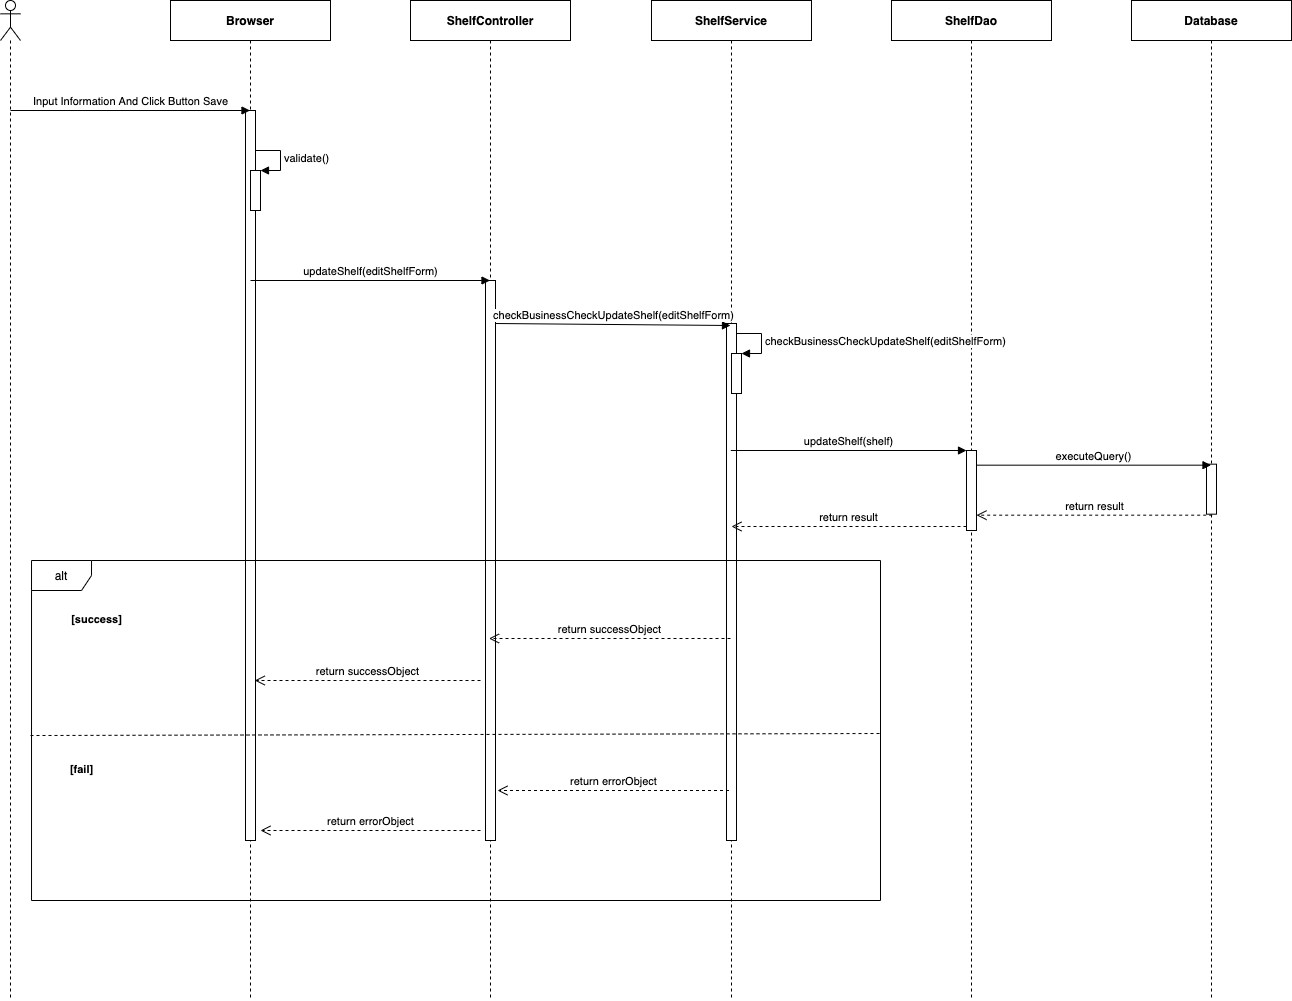 Browser
ShelfController
ShelfService
ShelfDao
Database
Input Information And Click Button Save
validate()
updateShelf(editShelfForm)
checkBusinessCheckUpdateShelf(editShelfForm)
checkBusinessCheckUpdateShelf(editShelfForm)
updateShelf(shelf)
executeQuery()
return result
return result
alt
[success]
return successObject
return successObject
[fail]
return errorObject
return errorObject